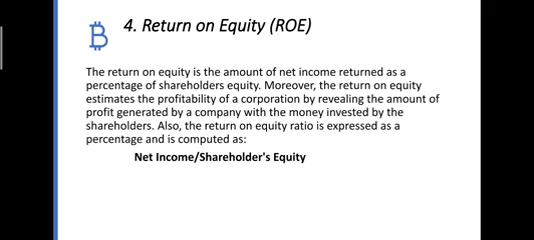 4. Return on Equity (ROE)
The return on equity is the amount of net income returned as a
percentage of shareholders equity. Moreover, the return on equity
estimates the profitability of a corporation by revealing the amount of
profit generated by a company with the money invested by the
shareholders. Also, the return on equity ratio is expressed as a
percentage and is computed as:
Net Income/Shareholder's Equity